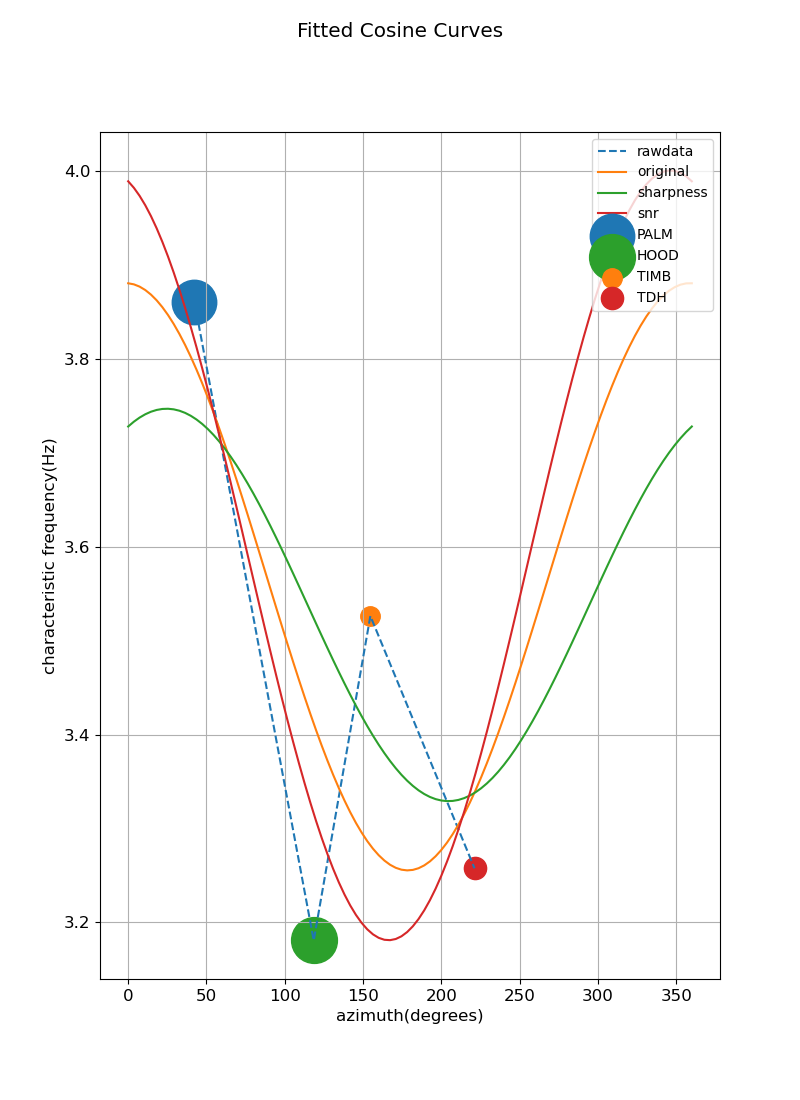 Fitted Cosine Curves
rawdata
original
sharpness
snr
PALM
HOOD
TIMB
TDH
4.0
3.8
3.6
3.4
3.2
characteristic frequency(Hz)
0 50 100 150 200 250 300 350
azimuth(degrees)